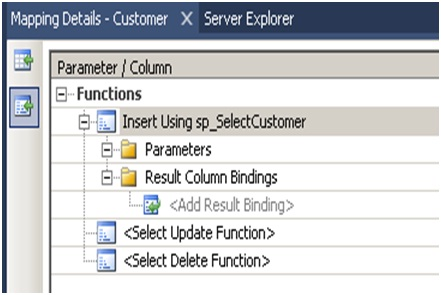 Mapping Details - Customer X Server Explorer
Parameter / Column
Functions
Insert Using sp_SelectCustomer
Parameters
Result Column Bindings
<Add Result Binding>
<Select Update Function>
<Select Delete Function>